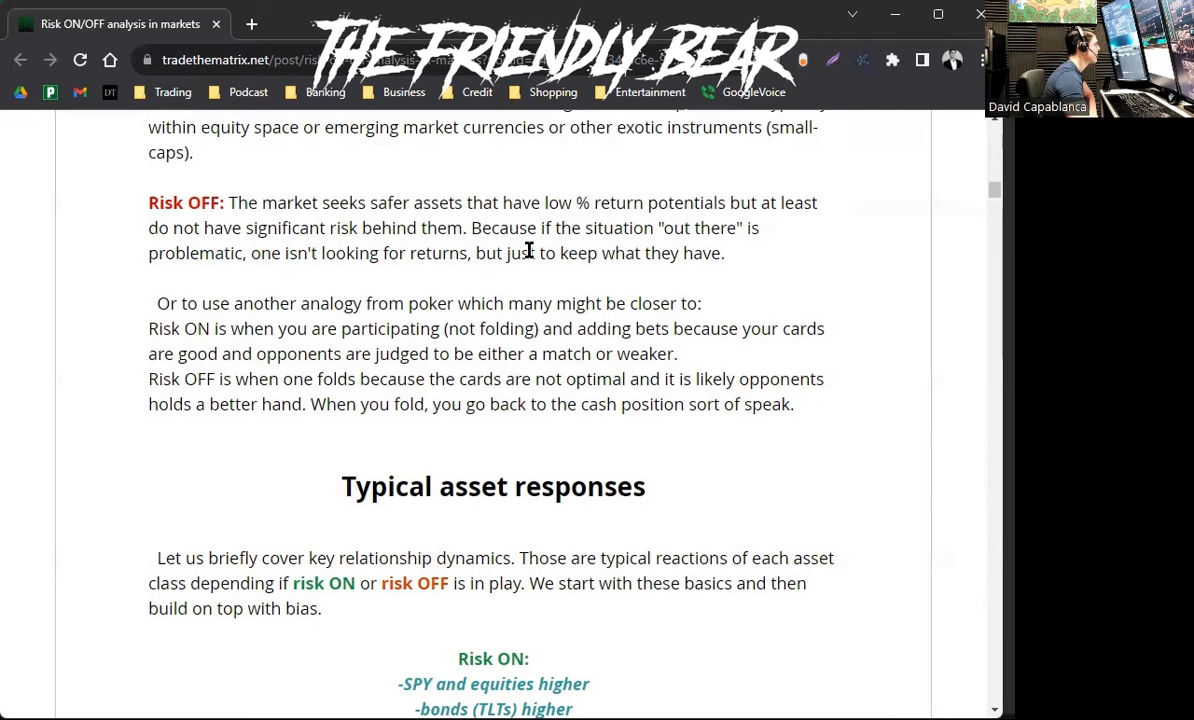 Risk ON/OFF analysis in markets
THE FRIENDLY BEAR
tradethematrix.net/post/
Trading
Podcast
Banking
Business
Credit
Shopping
Entertainment
GoogleVoice
David Capablanca
within equity space or emerging market currencies or other exotic instruments (small-
caps).
Risk OFF: The market seeks safer assets that have low % return potentials but at least
do not have significant risk behind them. Because if the situation "out there" is
problematic, one isn't looking for returns, but just to keep what they have.
Or to use another analogy from poker which many might be closer to:
Risk ON is when you are participating (not folding) and adding bets because your cards
are good and opponents are judged to be either a match or weaker.
Risk OFF is when one folds because the cards are not optimal and it is likely opponents
holds a better hand. When you fold, you go back to the cash position sort of speak.
Typical asset responses
Let us briefly cover key relationship dynamics. Those are typical reactions of each asset
class depending if risk ON or risk OFF is in play. We start with these basics and then
build on top with bias.
Risk ON:
-SPY and equities higher
-bonds (TLTs) higher